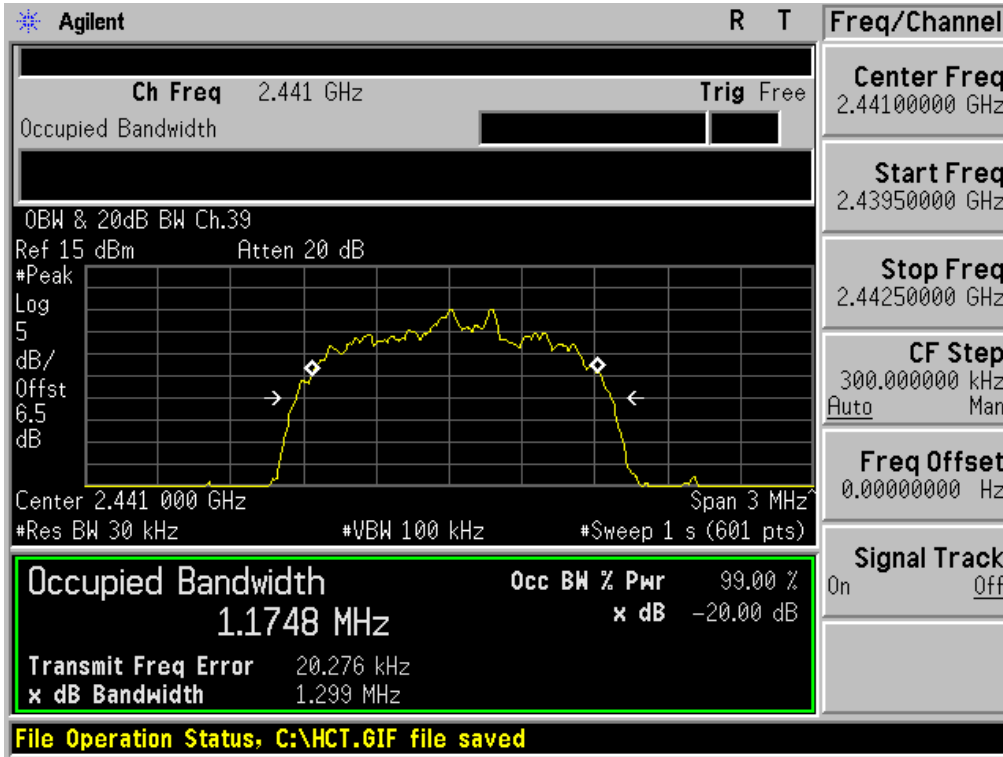 Agilent R T
Ch Freq 2.441 GHz Trig Free
Occupied Bandwidth
OBW & 20dB BW Ch.39
Ref 15 dBm Atten 20 dB
#Peak
Log
5
dB/
Offst
6.5
dB
Center 2.441 000 GHz Span 3 MHz^
#Res BW 30 kHz #VBW 100 kHz #Sweep 1 s (601 pts)
Occupied Bandwidth Occ BW % Pwr 99.00 %
1.1748 MHz x dB -20.00 dB
Transmit Freq Error 20.276 kHz
x dB Bandwidth 1.299 MHz
File Operation Status, C:\HCT.GIF file saved
Freq/Channel
Center Freq
2.44100000 GHz
Start Freq
2.43950000 GHz
Stop Freq
2.44250000 GHz
CF Step
300.000000 kHz
Auto Man
Freq Offset
0.00000000 Hz
Signal Track
On Off